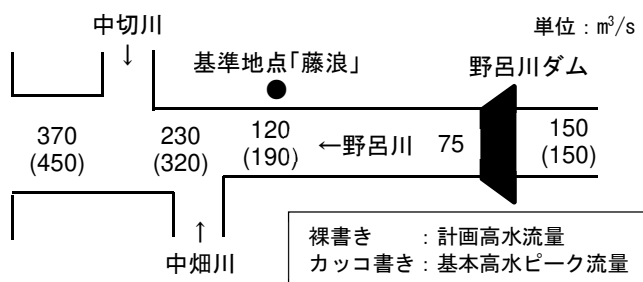 中切川
↓
単位：m³/s
基準地点「藤浪」
野呂川ダム
370
(450)
230
(320)
120
(190)
←野呂川
75
150
(150)
↑
中畑川
裸書き　　：計画高水流量
カッコ書き：基本高水ピーク流量